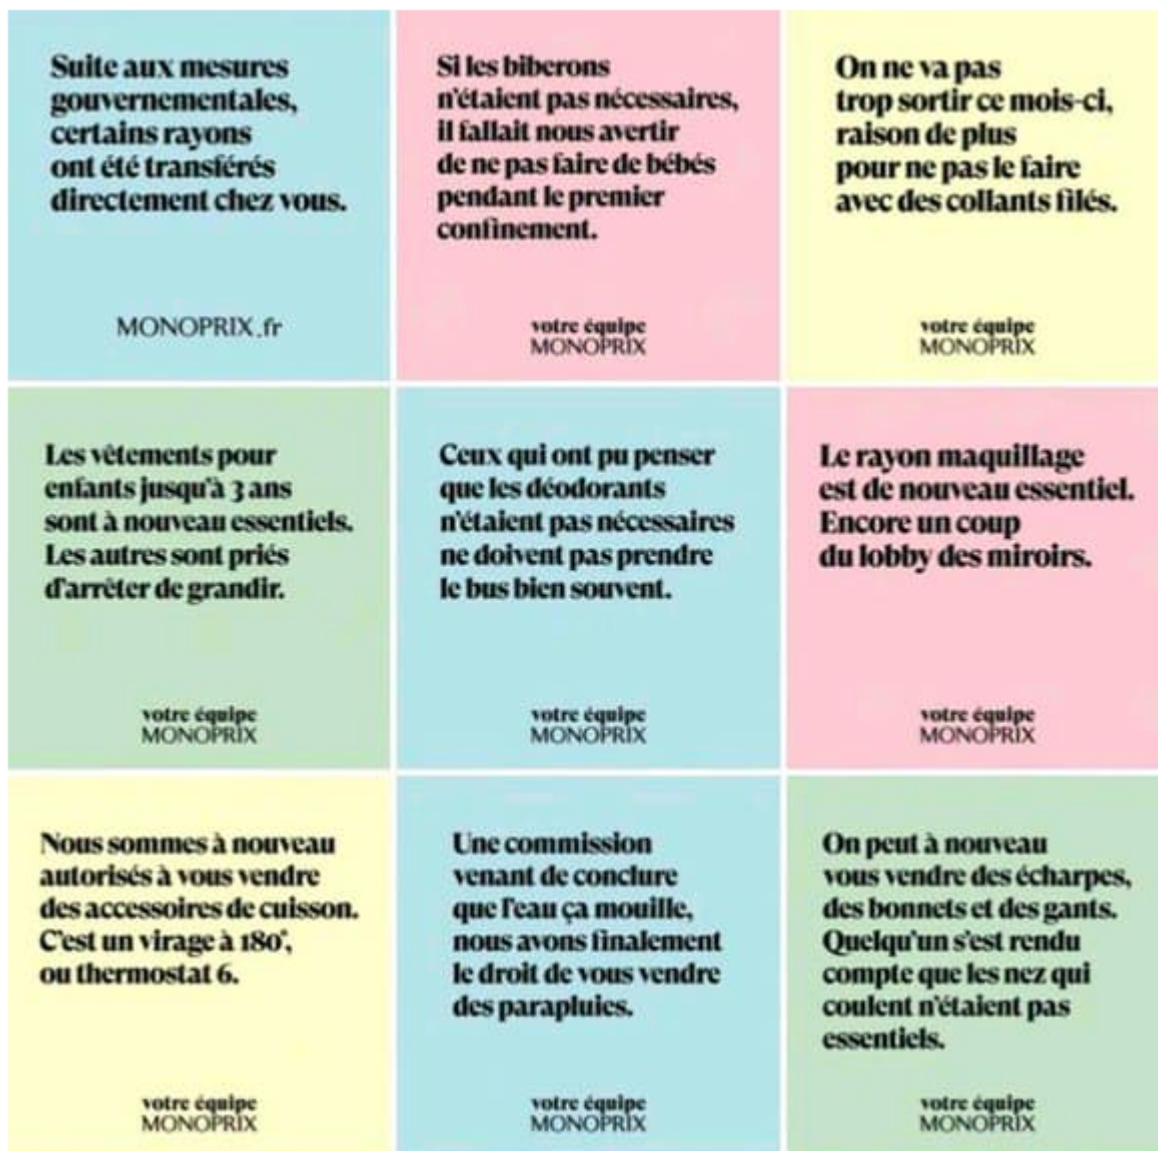 Suite aux mesures
gouvernementales,
certains rayons
ont été transférés
directement chez vous.
MONOPRIX.fr
Si les biberons
n'étaient pas nécessaires,
il fallait nous avertir
de ne pas faire de bébés
pendant le premier
confinement.
votre équipe
MONOPRIX
On ne va pas
trop sortir ce mois-ci,
raison de plus
pour ne pas le faire
avec des collants filés.
votre équipe
MONOPRIX
Les vêtements pour
enfants jusqu'à 3 ans
sont à nouveau essentiels.
Les autres sont priés
d'arrêter de grandir.
votre équipe
MONOPRIX
Ceux qui ont pu penser
que les déodorants
n'étaient pas nécessaires
ne doivent pas prendre
le bus bien souvent.
votre équipe
MONOPRIX
Le rayon maquillage
est de nouveau essentiel.
Encore un coup
du lobby des miroirs.
votre équipe
MONOPRIX
Nous sommes à nouveau
autorisés à vous vendre
des accessoires de cuisson.
C'est un virage à 180°,
ou thermostat 6.
votre équipe
MONOPRIX
Une commission
venant de conclure
que l'eau ça mouille,
nous avons finalement
le droit de vous vendre
des parapluies.
votre équipe
MONOPRIX
On peut à nouveau
vous vendre des écharpes,
des bonnets et des gants.
Quelqu'un s'est rendu
compte que les nez qui
coulent n'étaient pas
essentiels.
votre équipe
MONOPRIX